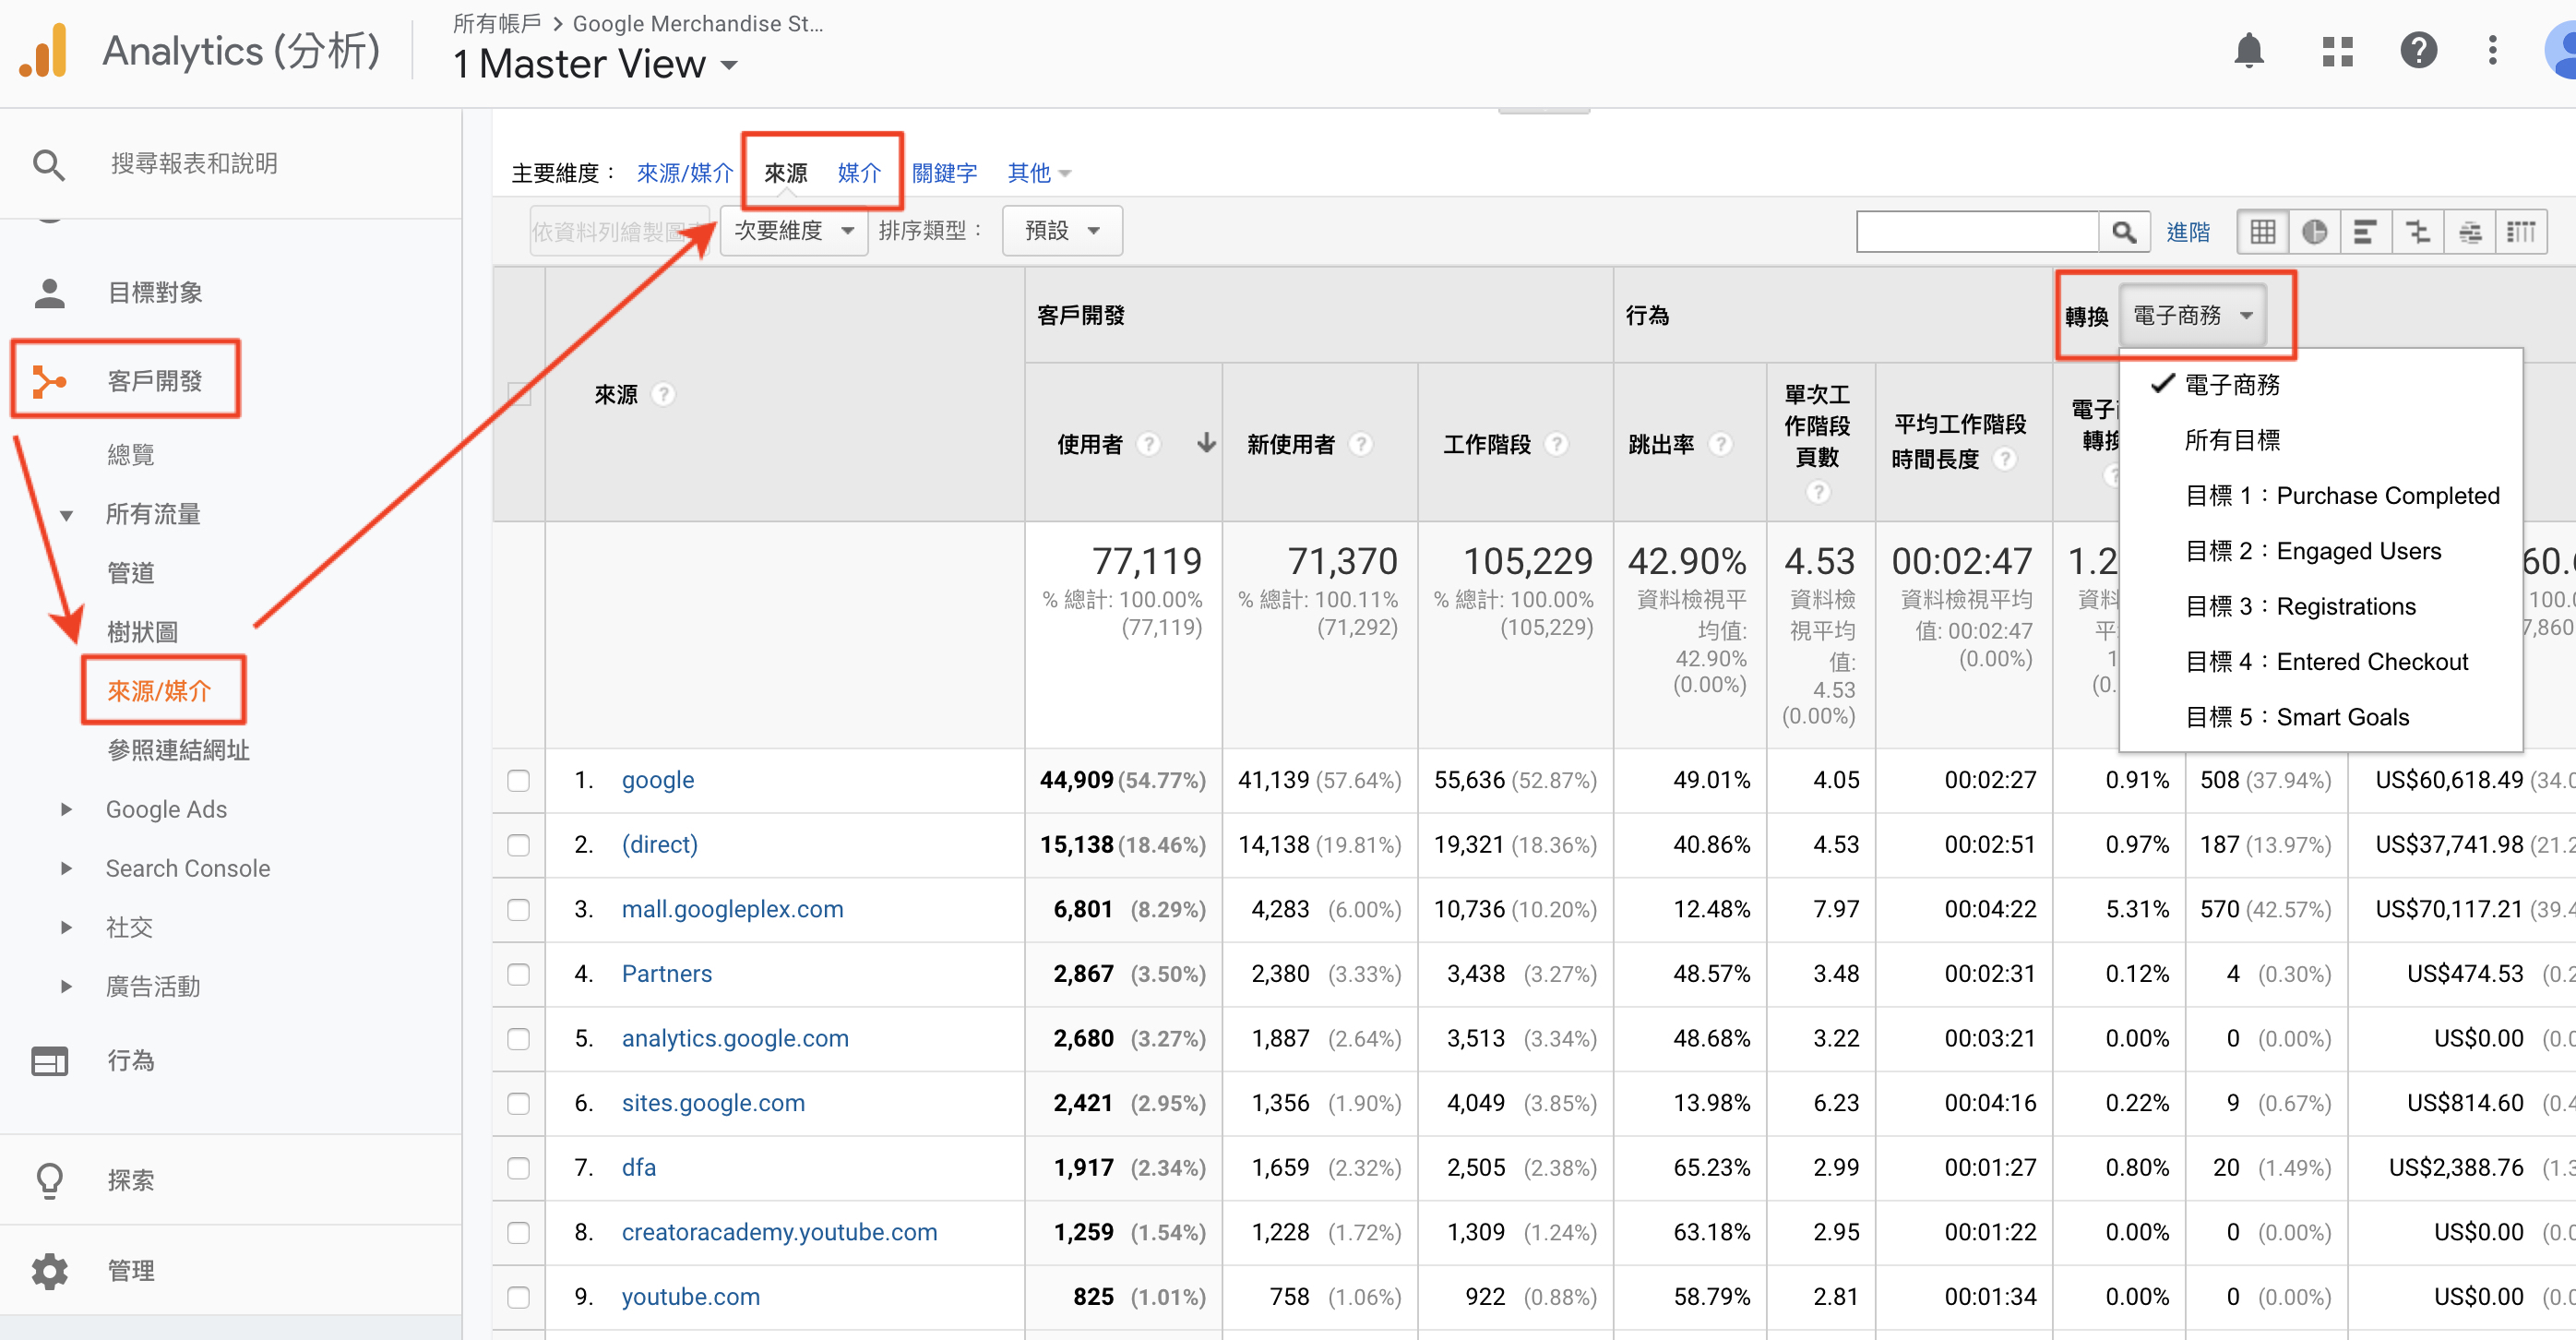 Analytics (分析)
所有帳戶 > Google Merchandise St...
1 Master View
搜尋報表和說明
目標對象
客戶開發
總覽
所有流量
管道
樹狀圖
來源/媒介
參照連結網址
Google Ads
Search Console
社交
廣告活動
行為
探索
管理
主要維度： 來源/媒介 來源 媒介 關鍵字 其他
依資料列繪製圖 次要維度 排序類型： 預設 進階
客戶開發 行為 轉換 電子商務
電子商務
所有目標
目標 1：Purchase Completed
目標 2：Engaged Users
目標 3：Registrations
目標 4：Entered Checkout
目標 5：Smart Goals
來源 使用者 新使用者 工作階段 跳出率
單次工
作階段
頁數
平均工作階段
時間長度
電子
轉換
77,119 71,370 105,229 42.90% 4.53 00:02:47 1.2 60.
% 總計: 100.00%
(77,119)
% 總計: 100.11%
(71,292)
% 總計: 100.00%
(105,229)
資料檢視平
均值:
42.90%
(0.00%)
資料檢
視平均
值:
4.53
(0.00%)
資料檢視平均
值: 00:02:47
(0.00%)
資料
平
1
(0.
100.
7,860
1. google 44,909 (54.77%) 41,139 (57.64%) 55,636 (52.87%) 49.01% 4.05 00:02:27 0.91% 508 (37.94%) US$60,618.49 (34.0
2. (direct) 15,138 (18.46%) 14,138 (19.81%) 19,321 (18.36%) 40.86% 4.53 00:02:51 0.97% 187 (13.97%) US$37,741.98 (21.2
3. mall.googleplex.com 6,801 (8.29%) 4,283 (6.00%) 10,736 (10.20%) 12.48% 7.97 00:04:22 5.31% 570 (42.57%) US$70,117.21 (39.4
4. Partners 2,867 (3.50%) 2,380 (3.33%) 3,438 (3.27%) 48.57% 3.48 00:02:31 0.12% 4 (0.30%) US$474.53 (0.2
5. analytics.google.com 2,680 (3.27%) 1,887 (2.64%) 3,513 (3.34%) 48.68% 3.22 00:03:21 0.00% 0 (0.00%) US$0.00 (0.0
6. sites.google.com 2,421 (2.95%) 1,356 (1.90%) 4,049 (3.85%) 13.98% 6.23 00:04:16 0.22% 9 (0.67%) US$814.60 (0.4
7. dfa 1,917 (2.34%) 1,659 (2.32%) 2,505 (2.38%) 65.23% 2.99 00:01:27 0.80% 20 (1.49%) US$2,388.76 (1.3
8. creatoracademy.youtube.com 1,259 (1.54%) 1,228 (1.72%) 1,309 (1.24%) 63.18% 2.95 00:01:22 0.00% 0 (0.00%) US$0.00 (0.0
9. youtube.com 825 (1.01%) 758 (1.06%) 922 (0.88%) 58.79% 2.81 00:01:34 0.00% 0 (0.00%) US$0.00 (0.0